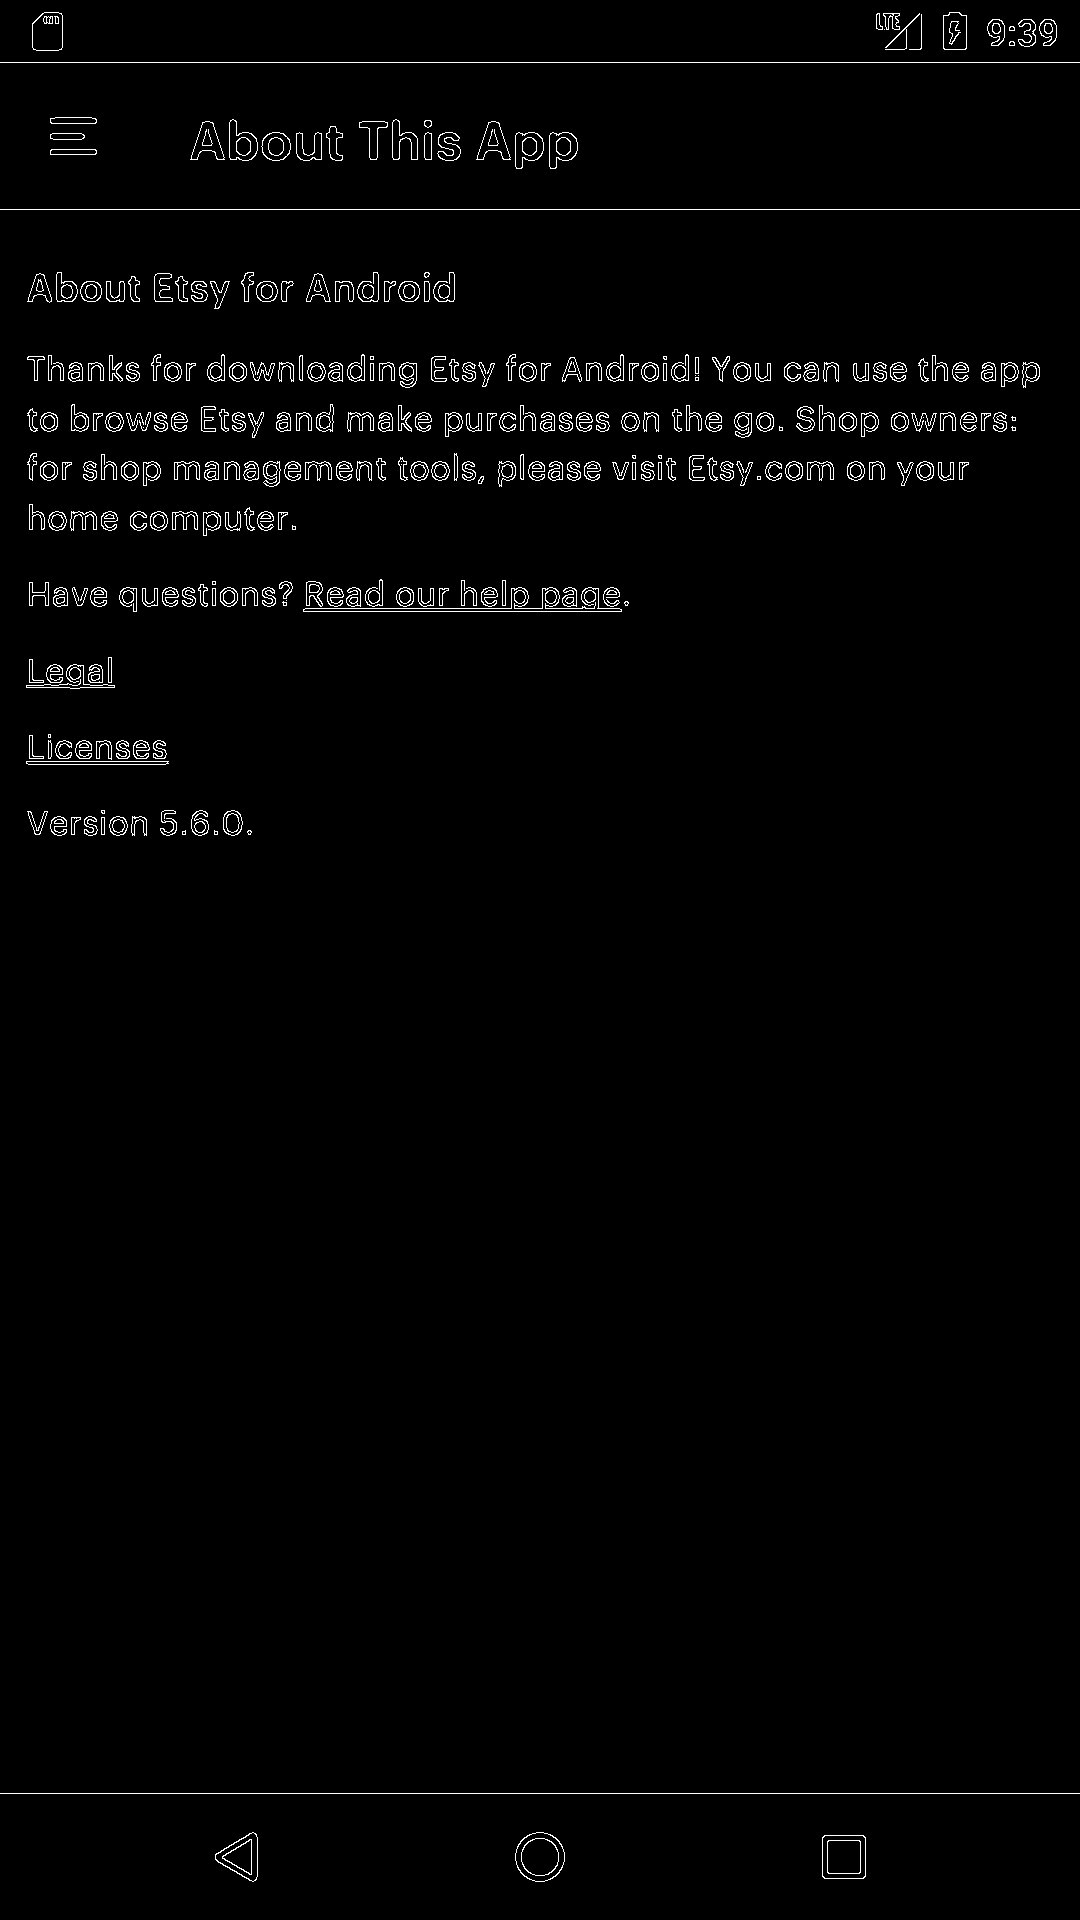 LTE 9:39
About This App
About Etsy for Android
Thanks for downloading Etsy for Android! You can use the app
to browse Etsy and make purchases on the go. Shop owners:
for shop management tools, please visit Etsy.com on your
home computer.
Have questions? Read our help page.
Legal
Licenses
Version 5.6.0.